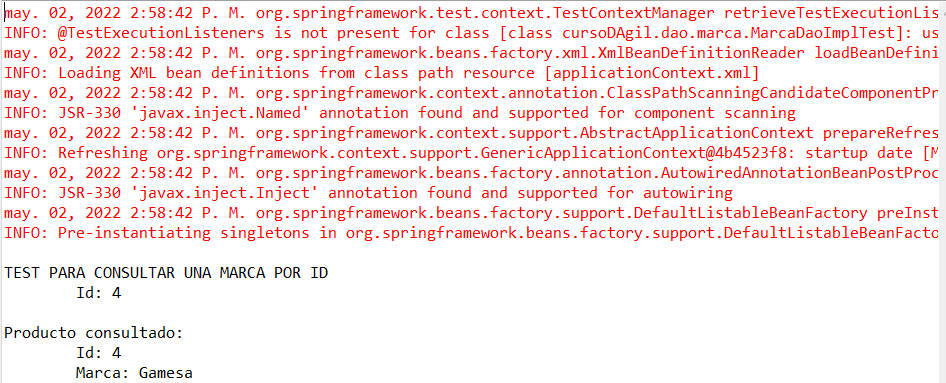 may. 02, 2022 2:58:42 P. M. org.springframework.test.context.TestContextManager retrieveTestExecutionLis
INFO: @TestExecutionListeners is not present for class [class cursoDAgil.dao.marca.MarcaDaoImplTest]: us
may. 02, 2022 2:58:42 P. M. org.springframework.beans.factory.xml.XmlBeanDefinitionReader loadBeanDefini
INFO: Loading XML bean definitions from class path resource [applicationContext.xml]
may. 02, 2022 2:58:42 P. M. org.springframework.context.annotation.ClassPathScanningCandidateComponentPr
INFO: JSR-330 'javax.inject.Named' annotation found and supported for component scanning
may. 02, 2022 2:58:42 P. M. org.springframework.context.support.AbstractApplicationContext prepareRefres
INFO: Refreshing org.springframework.context.support.GenericApplicationContext@4b4523f8: startup date [M
may. 02, 2022 2:58:42 P. M. org.springframework.beans.factory.annotation.AutowiredAnnotationBeanPostProc
INFO: JSR-330 'javax.inject.Inject' annotation found and supported for autowiring
may. 02, 2022 2:58:42 P. M. org.springframework.beans.factory.support.DefaultListableBeanFactory preInst
INFO: Pre-instantiating singletons in org.springframework.beans.factory.support.DefaultListableBeanFacto
TEST PARA CONSULTAR UNA MARCA POR ID
Id: 4
Producto consultado:
Id: 4
Marca: Gamesa